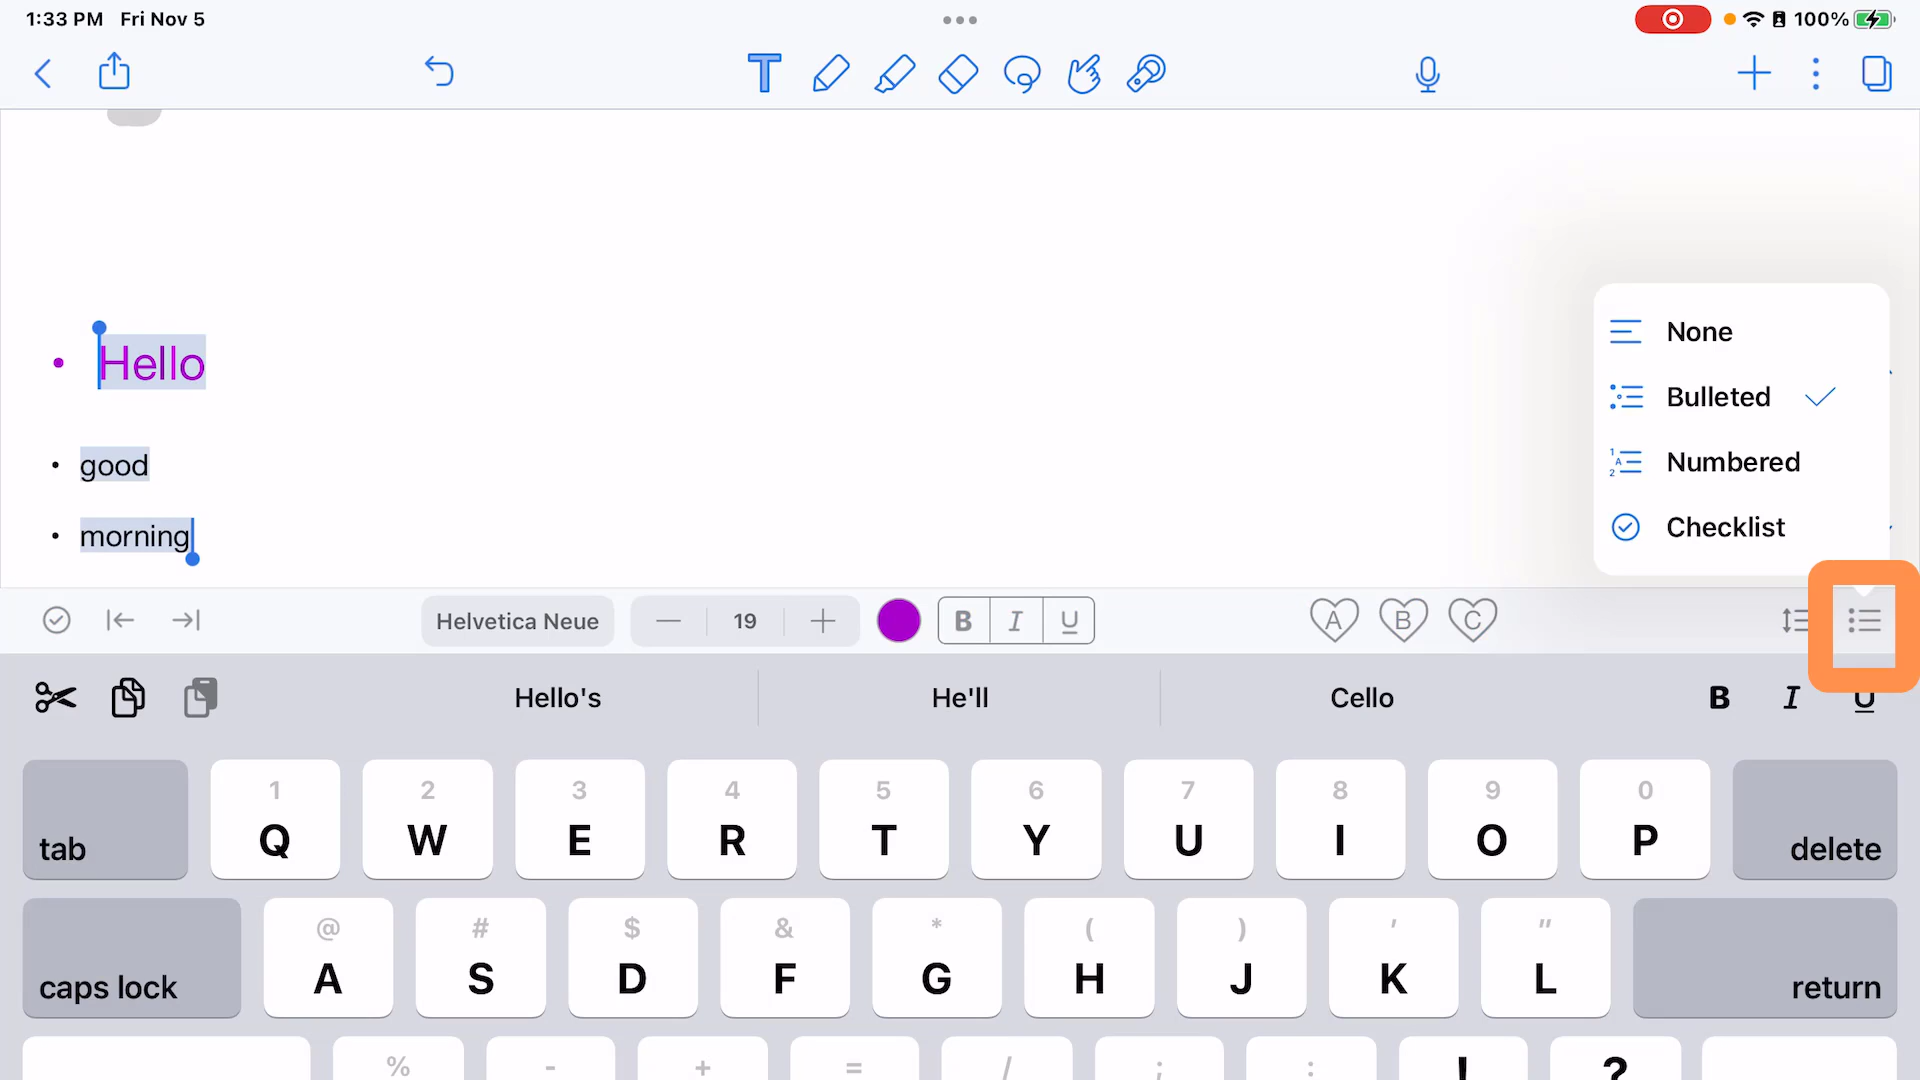 1:33 PM Fri Nov 5
100%
T
• Hello
• good
• morning
None
Bulleted
Numbered
Checklist
Helvetica Neue
19
B I U
A B C
Hello's He'll Cello
B I U
1 2 3 4 5 6 7 8 9 0
tab Q W E R T Y U I O P delete
@ # $ & * ( ) ' "
caps lock A S D F G H J K L return
% - + = / ; : ! ?